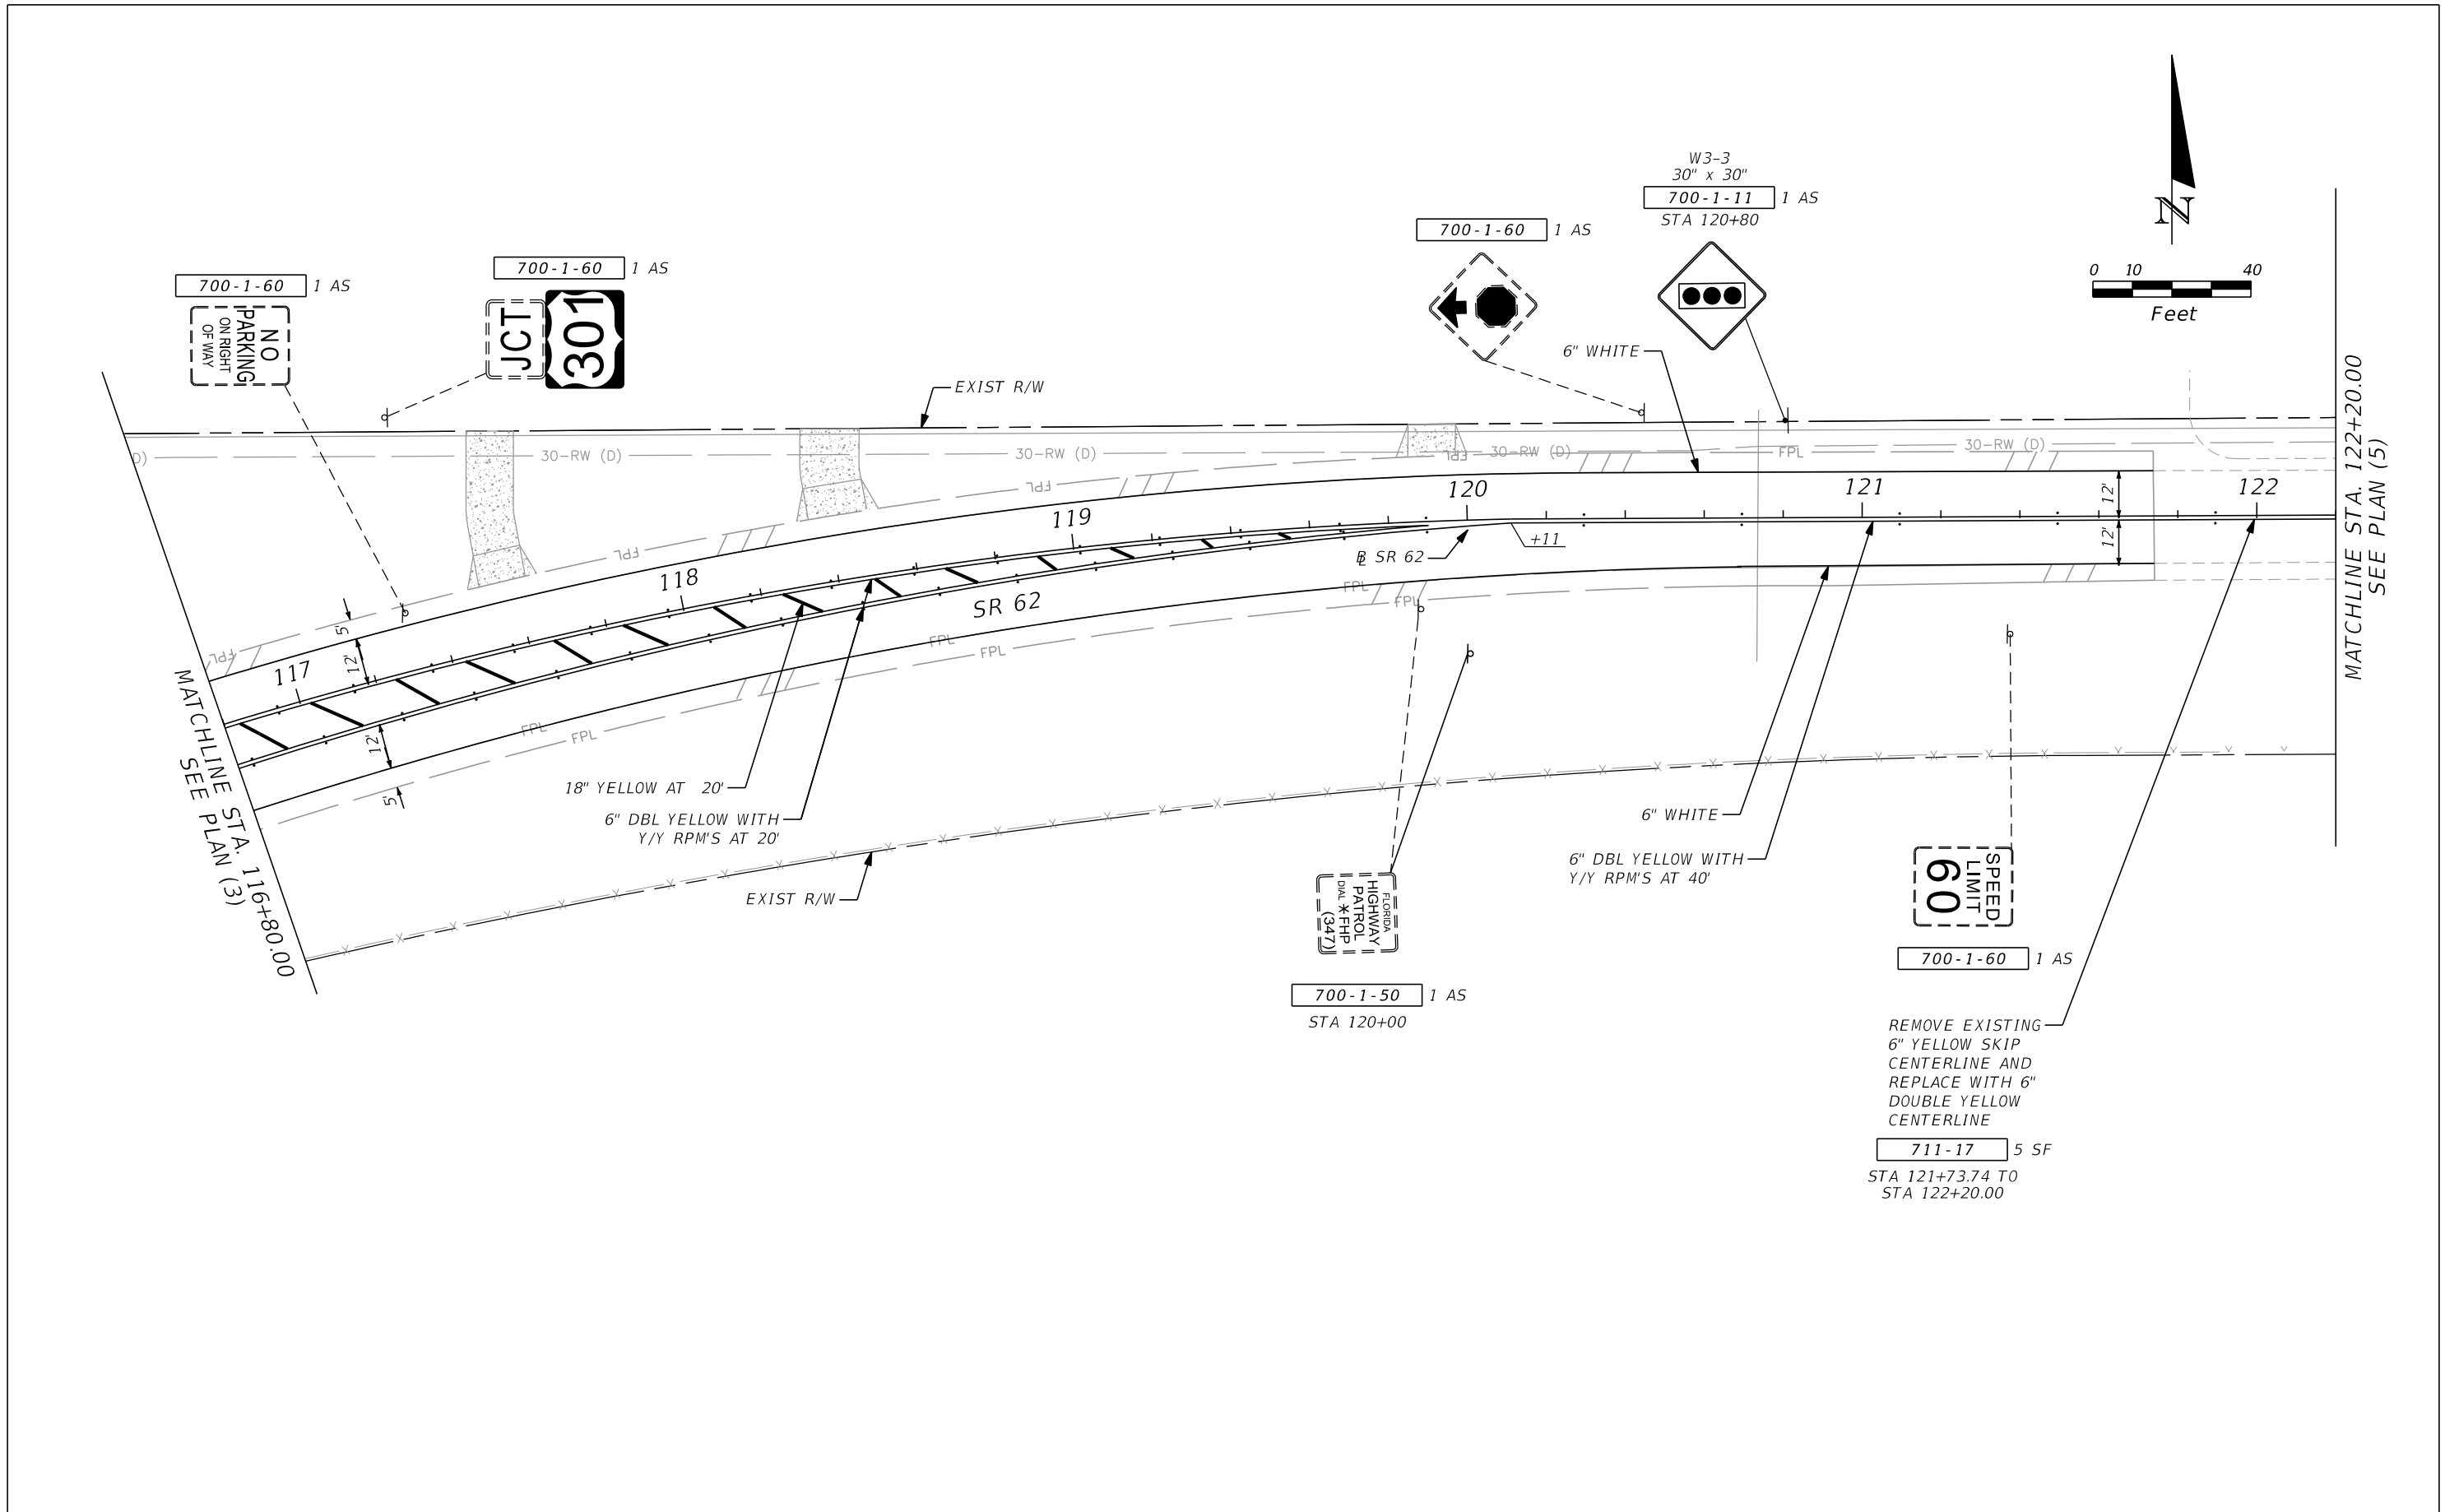 W3-3
30" x 30"
700-1-11 1 AS
STA 120+80
700-1-60 1 AS
700-1-60 1 AS
JCT
301
700-1-60 1 AS
NO
PARKING
ON RIGHT
OF WAY
N
0 10 40
Feet
6" WHITE
EXIST R/W
D)
30-RW (D)
30-RW (D)
30-RW (D)
30-RW (D)
FPL
FPL
FPL
FPL
FPL
117
118
119
120
121
122
+11
B SR 62
SR 62
12'
12'
5'
12'
12'
5'
FPL
FPL
FPL
FPL
FPL
FPL
MATCHLINE STA. 122+20.00
SEE PLAN (5)
MATCHLINE STA. 116+80.00
SEE PLAN (3)
18" YELLOW AT 20'
6" DBL YELLOW WITH
Y/Y RPM'S AT 20'
EXIST R/W
6" WHITE
6" DBL YELLOW WITH
Y/Y RPM'S AT 40'
FLORIDA
HIGHWAY
PATROL
DIAL *FHP
(347)
700-1-50 1 AS
STA 120+00
SPEED
LIMIT
60
700-1-60 1 AS
REMOVE EXISTING
6" YELLOW SKIP
CENTERLINE AND
REPLACE WITH 6"
DOUBLE YELLOW
CENTERLINE
711-17 5 SF
STA 121+73.74 TO
STA 122+20.00